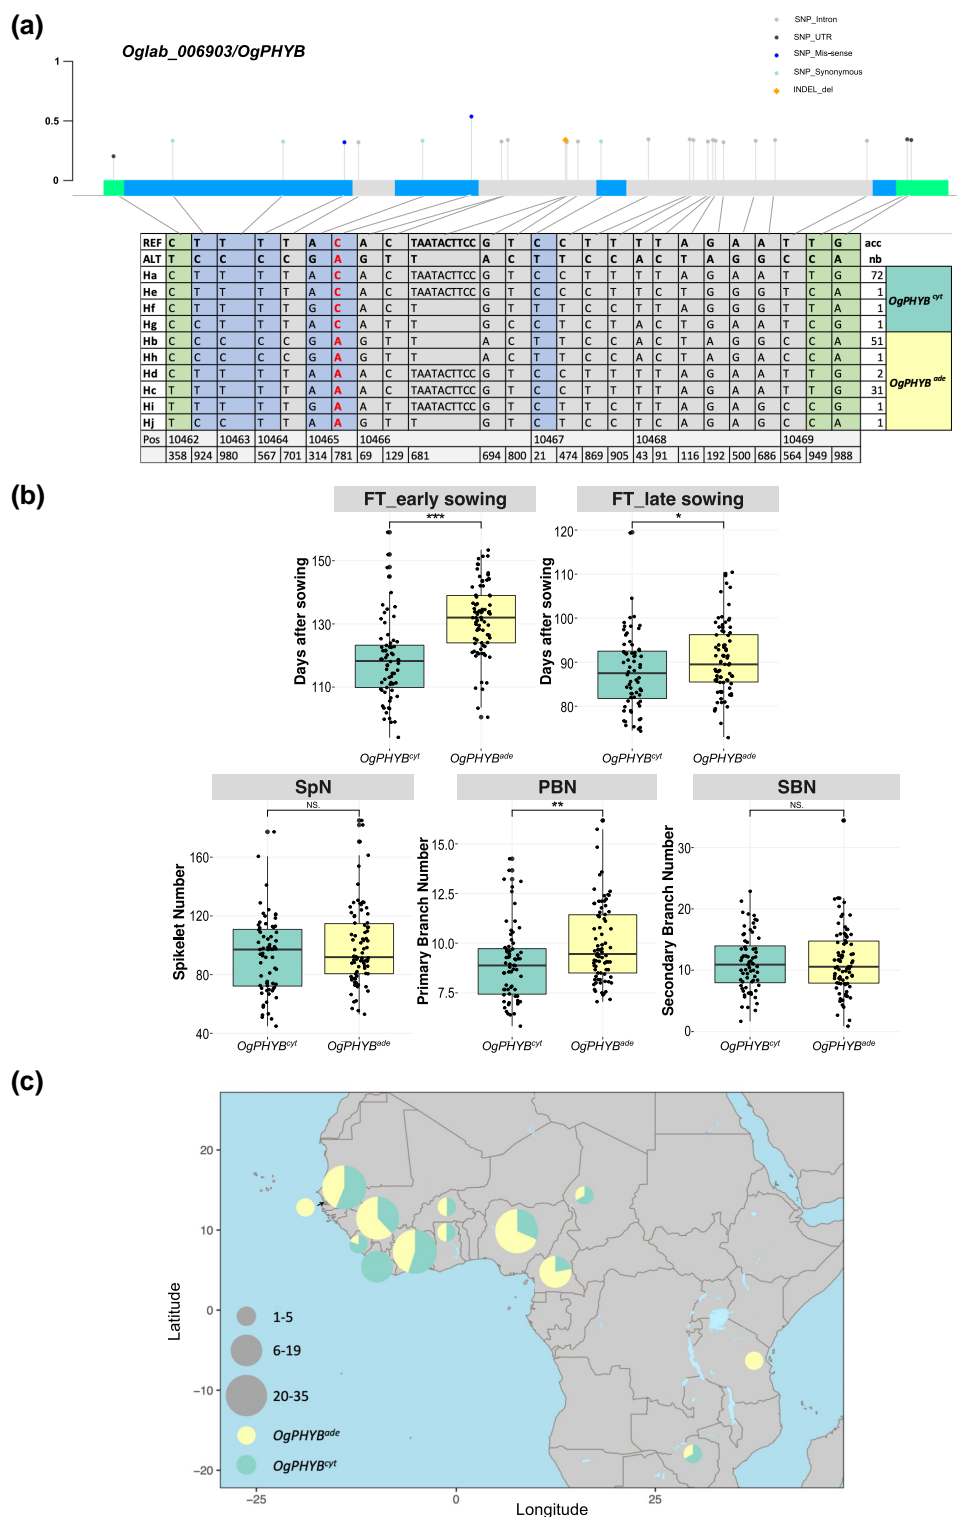 (a)
Oglab_006903/OgPHYB
SNP_Intron
SNP_UTR
SNP_Mis-sense
SNP_Synonymous
INDEL_del
1
0.5
0
REF C T T T T A C A C TAATACTTCC G T C C T T T T A G A A T T G acc
ALT T C C C C G A G T T A C T T C C A C T A G G C C A nb
Ha C T T T T A C A C TAATACTTCC G T C C T T T T A G A A T T G 72
He C T T T T A C A C TAATACTTCC G T C C T T C T G G G T C A 1
Hf C T T T T G C A C T G T T T C C T A G G G T T A 1
Hg C C T T T A C A C T G C C T C T A C T G A A T C G 1
Hb C C C C C G A G T T A C T T C C A C T A G G C C A 51
Hh C C C C C G A G T T A C T T C C A C T A G A C C A 1
Hd C T T T T A A A C TAATACTTCC G T C C T T T T A G A A T T G 2
Hc T T T T T A A A C TAATACTTCC G T C C T T T T A G A A T T G 31
Hi T T T T T G A A T TAATACTTCC G T C T T C T T A G A G C C G 1
Hj T C C T T A A G T T A C T T C C T T A G A G C C A 1
OgPHYB cyt
OgPHYB ade
Pos 10462 10463 10464 10465 10466 10467 10468 10469
358 924 980 567 701 314 781 69 129 681 694 800 21 474 869 905 43 91 116 192 500 686 564 949 988
(b)
FT_early sowing
***
Days after sowing
150
130
110
OgPHYBcyt OgPHYBade
FT_late sowing
*
Days after sowing
120
100
90
80
OgPHYBcyt OgPHYBade
SpN
NS.
Spikelet Number
160
120
80
40
OgPHYBcyt OgPHYBade
PBN
**
Primary Branch Number
15.0
12.5
10.0
7.5
OgPHYBcyt OgPHYBade
SBN
NS.
Secondary Branch Number
30
20
10
0
OgPHYBcyt OgPHYBade
(c)
Latitude
20
10
0
−10
−20
1-5
6-19
20-35
OgPHYBade
OgPHYBcyt
−25 0 25
Longitude